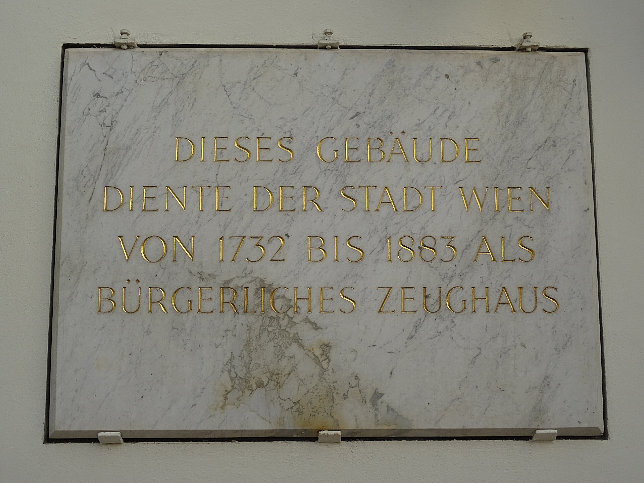 DIESES GEBÄUDE
DIENTE DER STADT WIEN
VON 1732 BIS 1883 ALS
BÜRGERLICHES ZEUGHAUS